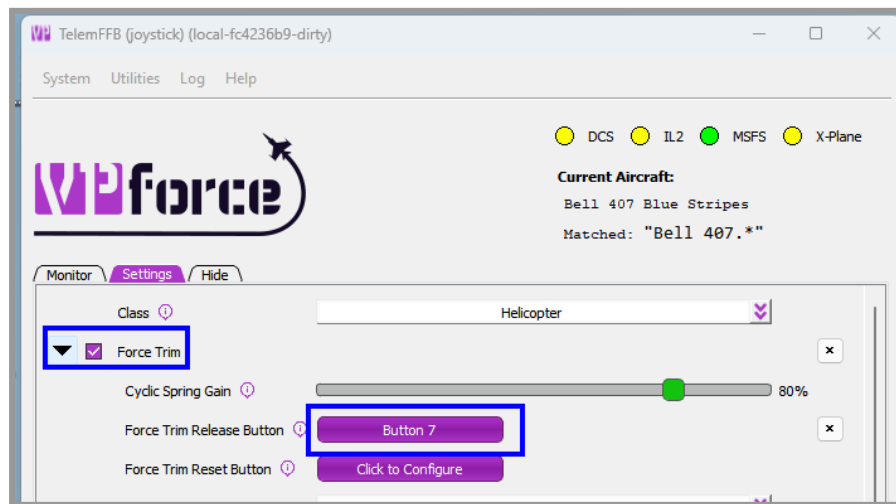 TelemFFB (joystick) (local-fc4236b9-dirty)
System Utilities Log Help
DCS IL2 MSFS X-Plane
VPforce
Current Aircraft:
Bell 407 Blue Stripes
Matched: "Bell 407.*"
Monitor Settings Hide
Class Helicopter
Force Trim
Cyclic Spring Gain 80%
Force Trim Release Button Button 7
Force Trim Reset Button Click to Configure